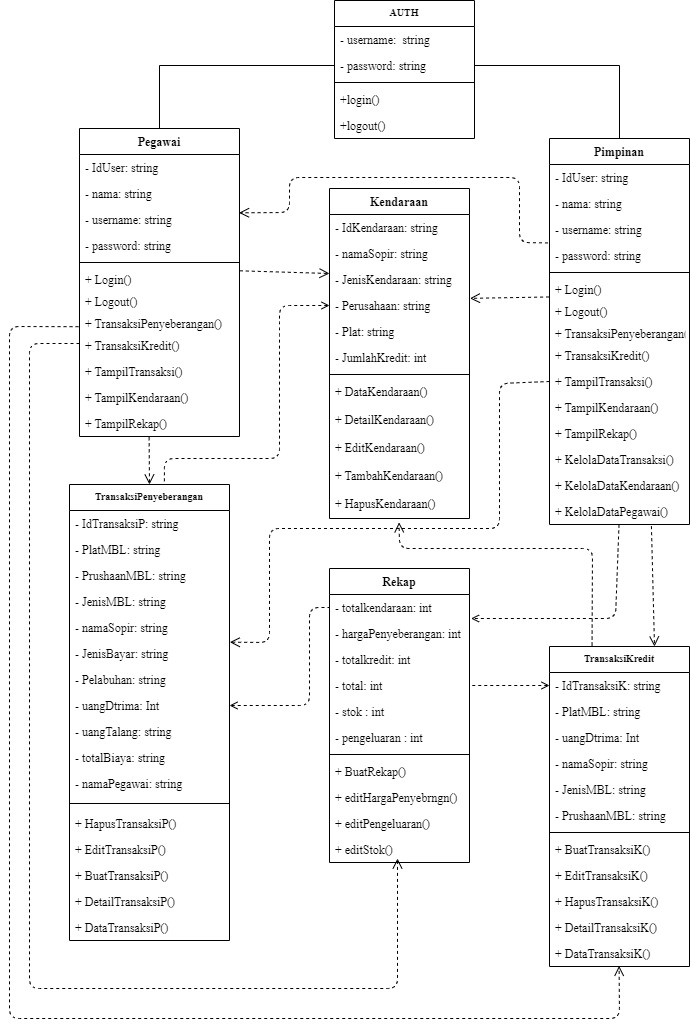 AUTH
- username:  string
- password: string
+login()
+logout()
Pegawai
- IdUser: string
- nama: string
- username: string
- password: string
+ Login()
+ Logout()
+ TransaksiPenyeberangan()
+ TransaksiKredit()
+ TampilTransaksi()
+ TampilKendaraan()
+ TampilRekap()
Kendaraan
- IdKendaraan: string
- namaSopir: string
- JenisKendaraan: string
- Perusahaan: string
- Plat: string
- JumlahKredit: int
+ DataKendaraan()
+ DetailKendaraan()
+ EditKendaraan()
+ TambahKendaraan()
+ HapusKendaraan()
Pimpinan
- IdUser: string
- nama: string
- username: string
- password: string
+ Login()
+ Logout()
+ TransaksiPenyeberangan(
+ TransaksiKredit()
+ TampilTransaksi()
+ TampilKendaraan()
+ TampilRekap()
+ KelolaDataTransaksi()
+ KelolaDataKendaraan()
+ KelolaDataPegawai()
TransaksiPenyeberangan
- IdTransaksiP: string
- PlatMBL: string
- PrushaanMBL: string
- JenisMBL: string
- namaSopir: string
- JenisBayar: string
- Pelabuhan: string
- uangDtrima: Int
- uangTalang: string
- totalBiaya: string
- namaPegawai: string
+ HapusTransaksiP()
+ EditTransaksiP()
+ BuatTransaksiP()
+ DetailTransaksiP()
+ DataTransaksiP()
Rekap
- totalkendaraan: int
- hargaPenyeberangan: int
- totalkredit: int
- total: int
- stok : int
- pengeluaran : int
+ BuatRekap()
+ editHargaPenyebrngn()
+ editPengeluaran()
+ editStok()
TransaksiKredit
- IdTransaksiK: string
- PlatMBL: string
- uangDtrima: Int
- namaSopir: string
- JenisMBL: string
- PrushaanMBL: string
+ BuatTransaksiK()
+ EditTransaksiK()
+ HapusTransaksiK()
+ DetailTransaksiK()
+ DataTransaksiK()